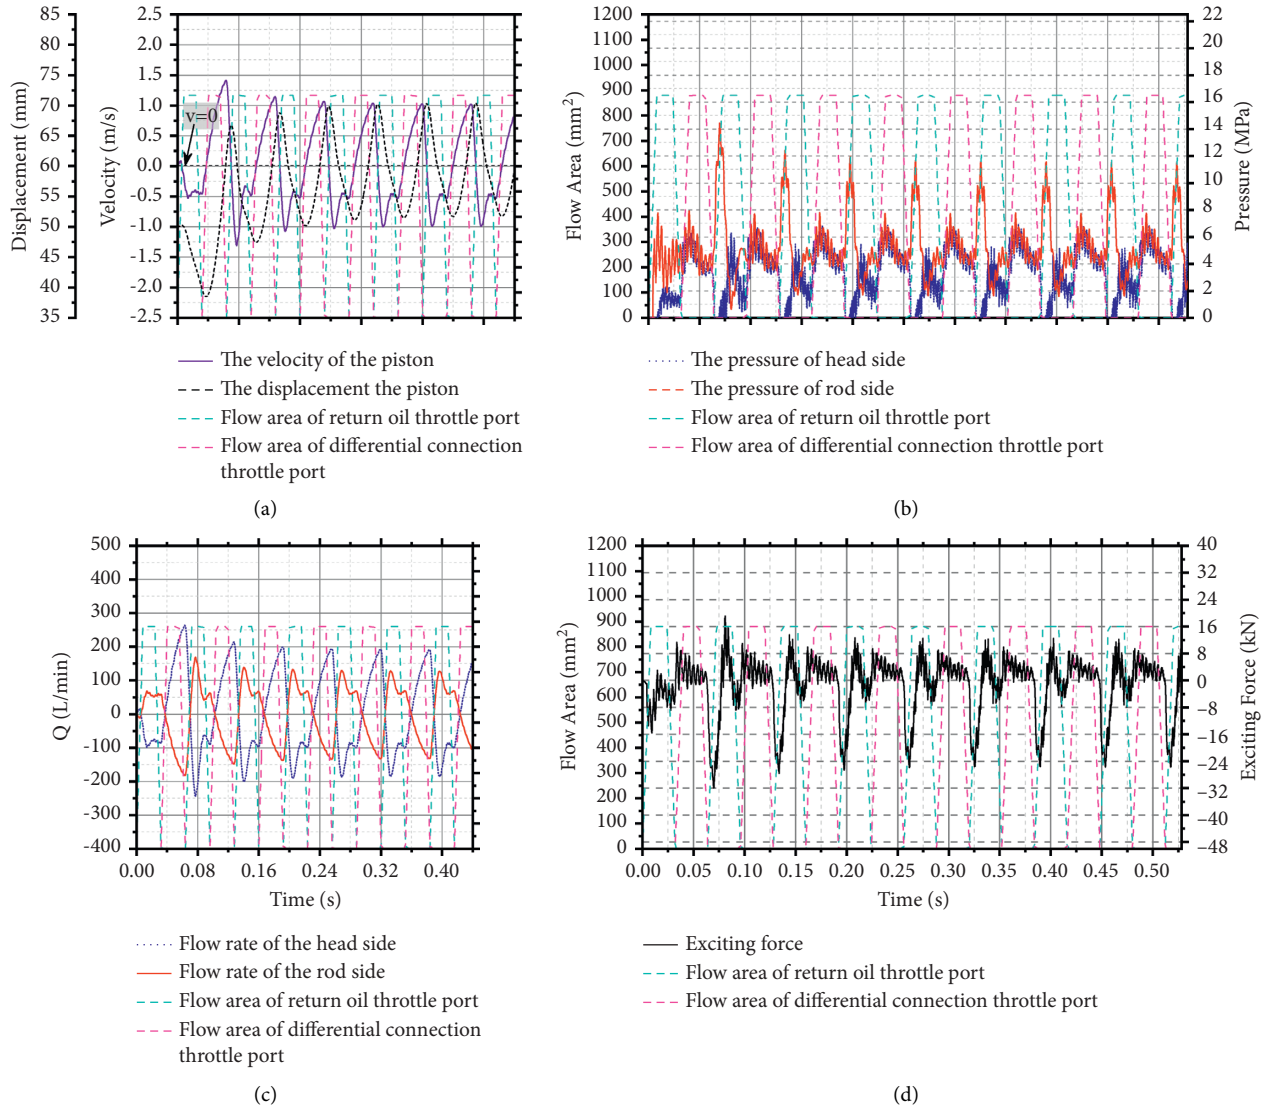 85
75
70
65
60
55
50
45
40
35
Displacement (mm)
2.5
2.0
1.5
1.0
0.5
0.0
-0.5
-1.0
-1.5
-2.0
-2.5
Velocity (m/s)
v=0
The velocity of the piston
The displacement the piston
Flow area of return oil throttle port
Flow area of differential connection
throttle port
(a)
1200
1100
1000
900
800
700
600
500
400
300
200
100
0
Flow Area (mm²)
22
20
18
16
14
12
10
8
6
4
2
0
Pressure (MPa)
The pressure of head side
The pressure of rod side
Flow area of return oil throttle port
Flow area of differential connection throttle port
(b)
500
400
300
200
100
0
-100
-200
-300
-400
Q (L/min)
0.00 0.08 0.16 0.24 0.32 0.40
Time (s)
Flow rate of the head side
Flow rate of the rod side
Flow area of return oil throttle port
Flow area of differential connection
throttle port
(c)
1200
1100
1000
900
800
700
600
500
400
300
200
100
0
Flow Area (mm²)
40
32
24
16
8
0
−8
−16
−24
−32
−40
−48
Exciting Force (kN)
0.00 0.05 0.10 0.15 0.20 0.25 0.30 0.35 0.40 0.45 0.50
Time (s)
Exciting force
Flow area of return oil throttle port
Flow area of differential connection throttle port
(d)